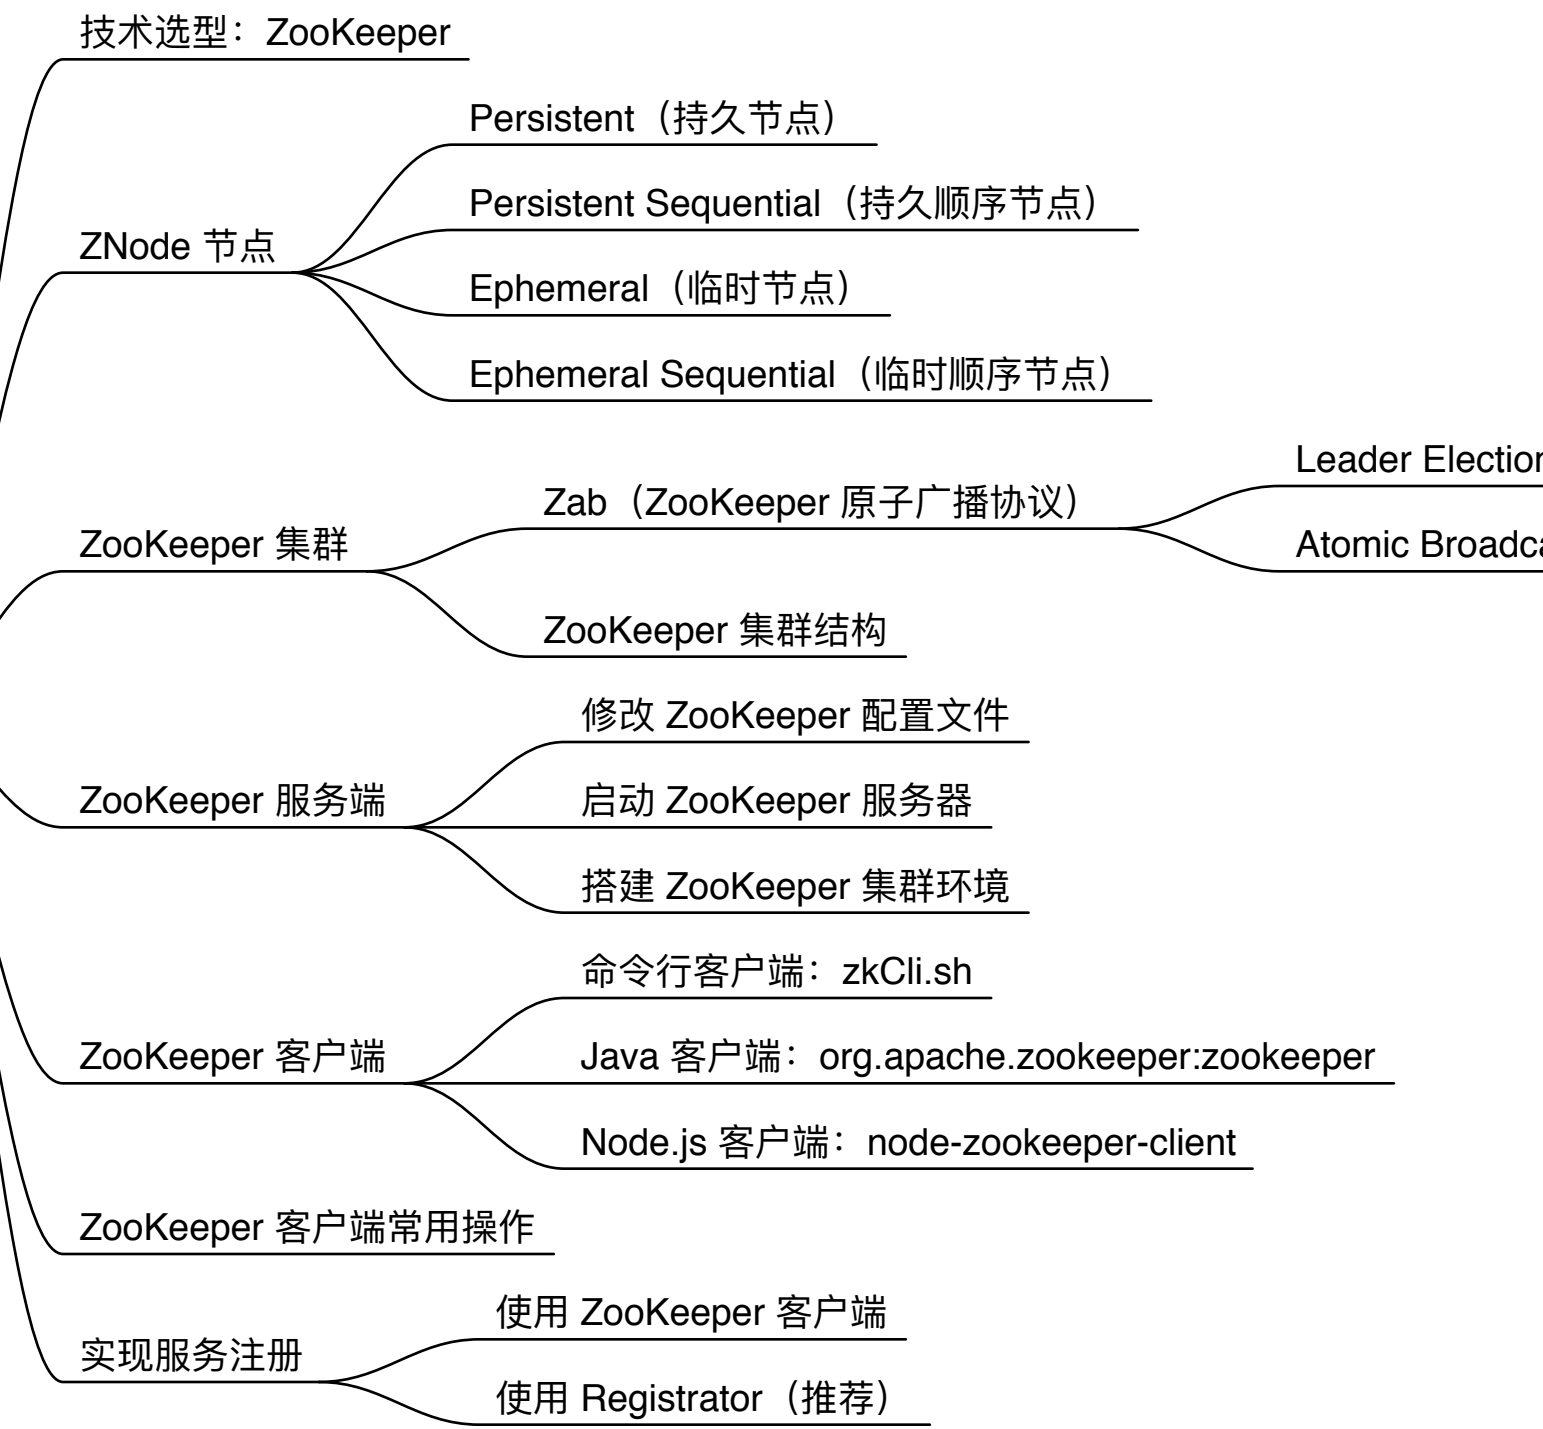 技术选型：ZooKeeper
ZNode 节点
Persistent（持久节点）
Persistent Sequential（持久顺序节点）
Ephemeral（临时节点）
Ephemeral Sequential（临时顺序节点）
ZooKeeper 集群
Zab（ZooKeeper 原子广播协议）
Leader Election
Atomic
ZooKeeper 集群结构
ZooKeeper 服务端
修改 ZooKeeper 配置文件
启动 ZooKeeper 服务器
搭建 ZooKeeper 集群环境
ZooKeeper 客户端
命令行客户端：zkCli.sh
Java 客户端：org.apache.zookeeper:zookeeper
Node.js 客户端：node-zookeeper-client
ZooKeeper 客户端常用操作
实现服务注册
使用 ZooKeeper 客户端
使用 Registrator（推荐）